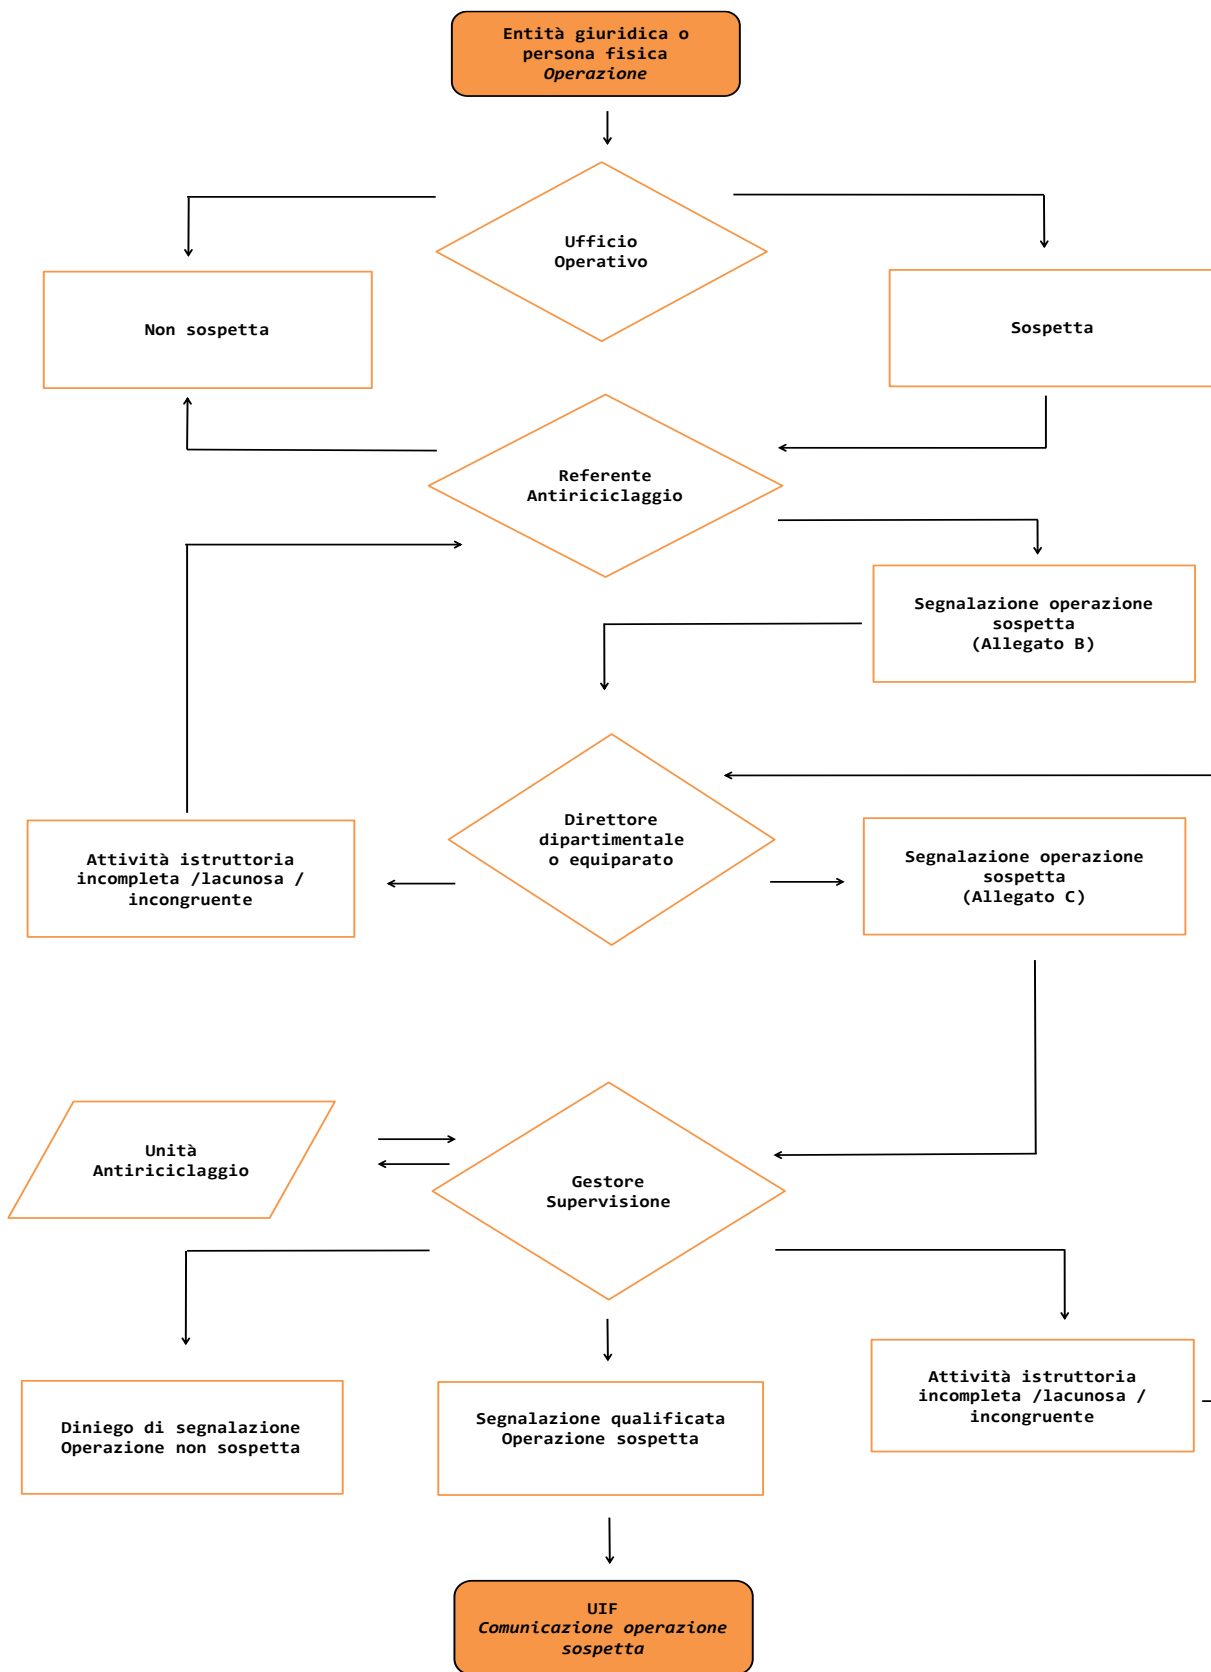 Entità giuridica o
persona fisica
Operazione
Ufficio
Operativo
Non sospetta
Sospetta
Referente
Antiriciclaggio
Segnalazione operazione
sospetta
(Allegato B)
Direttore
dipartimentale
o equiparato
Attività istruttoria
incompleta /lacunosa /
incongruente
Segnalazione operazione
sospetta
(Allegato C)
Unità
Antiriciclaggio
Gestore
Supervisione
Diniego di segnalazione
Operazione non sospetta
Segnalazione qualificata
Operazione sospetta
Attività istruttoria
incompleta /lacunosa /
incongruente
UIF
Comunicazione operazione
sospetta